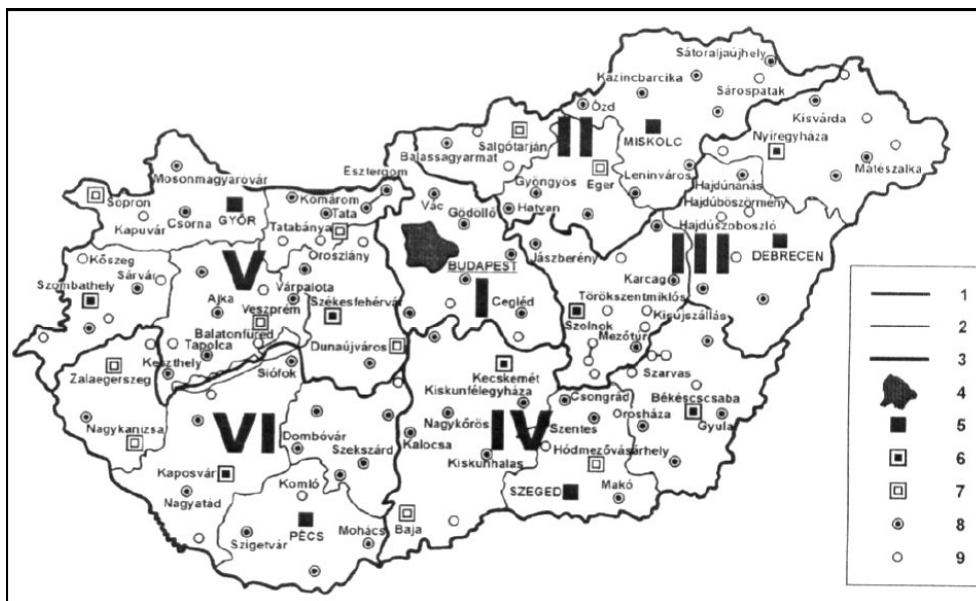 Sátoraljaújhely
Kazincbarcika
Sárospatak
Ózd
Kisvárda
II
Salgótarján
MISKOLC
Nyíregyháza
Balassagyarmat
Eger
Mátészalka
Mosonmagyaróvár
Esztergom
Gyöngyös
Leninváros
Hajdúnánás
Sopron
Komárom
Vác
Hatvan
Hajdúböszörmény
GYŐR
Tata
Gödöllő
Kapuvár
Csorna
Tatabánya
Hajdúszoboszló
Oroszlány
Jászberény
III
DEBRECEN
Kőszeg
V
BUDAPEST
Sárvár
Várpalota
Karcag
1
Szombathely
Ajka
Székesfehérvár
I
Törökszentmiklós
2
Veszprém
Cegléd
Kisújszállás
Balatonfüred
Szolnok
Mezőtúr
3
Tapolca
Dunaújváros
Keszthely
Siófok
Szarvas
4
Zalaegerszeg
Kecskemét
Kiskunfélegyháza
Csongrád
Békéscscsaba
5
Nagykőrös
Orosháza
VI
IV
Szentes
Gyula
Nagykanizsa
Dombóvár
Kalocsa
6
Szekszárd
Kiskunhalas
Hódmezővásárhely
Kaposvár
Komló
7
Nagyatád
SZEGED
Makó
PÉCS
Mohács
Baja
8
Szigetvár
9